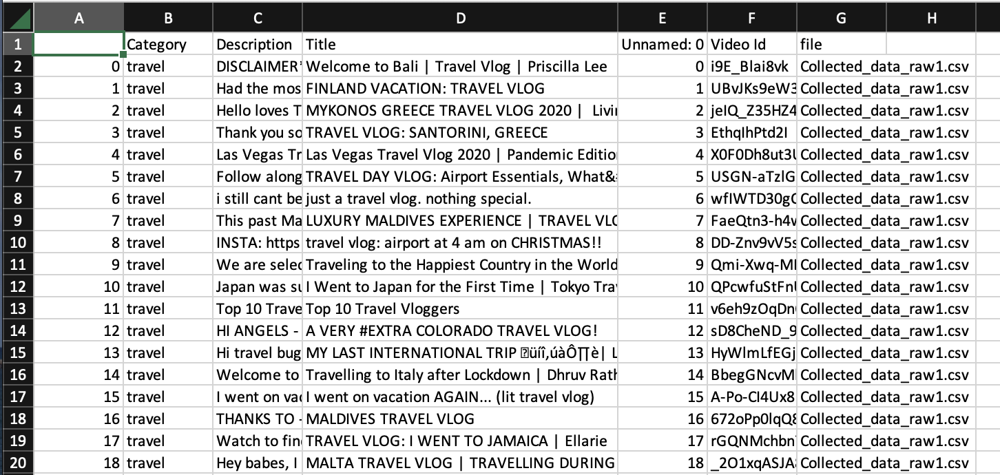 A B C D E F G H
1 Category Description Title Unnamed: 0 Video Id file
2 0 travel DISCLAIMER Welcome to Bali | Travel Vlog | Priscilla Lee 0 i9E_Blai8vk Collected_data_raw1.csv
3 1 travel Had the mos FINLAND VACATION: TRAVEL VLOG 1 UBvJKs9eW3 Collected_data_raw1.csv
4 2 travel Hello loves T MYKONOS GREECE TRAVEL VLOG 2020 | Livi 2 jeIQ_Z35HZ4 Collected_data_raw1.csv
5 3 travel Thank you so TRAVEL VLOG: SANTORINI, GREECE 3 EthqIhPtd2I Collected_data_raw1.csv
6 4 travel Las Vegas Tr Las Vegas Travel Vlog 2020 | Pandemic Editio 4 X0F0Dh8ut3 Collected_data_raw1.csv
7 5 travel Follow along TRAVEL DAY VLOG: Airport Essentials, What& 5 USGN-aTzlG Collected_data_raw1.csv
8 6 travel i still cant be just a travel vlog. nothing special. 6 wfIWTD30g Collected_data_raw1.csv
9 7 travel This past Ma LUXURY MALDIVES EXPERIENCE | TRAVEL VLO 7 FaeQtn3-h4 Collected_data_raw1.csv
10 8 travel INSTA: https travel vlog: airport at 4 am on CHRISTMAS!! 8 DD-Znv9vV5s Collected_data_raw1.csv
11 9 travel We are selec Traveling to the Happiest Country in the World 9 Qmi-Xwq-M Collected_data_raw1.csv
12 10 travel Japan was su I Went to Japan for the First Time | Tokyo Tra 10 QPcwfuStFn Collected_data_raw1.csv
13 11 travel Top 10 Trave Top 10 Travel Vloggers 11 v6eh9zOqDn Collected_data_raw1.csv
14 12 travel HI ANGELS - A VERY #EXTRA COLORADO TRAVEL VLOG! 12 sD8CheND_9 Collected_data_raw1.csv
15 13 travel Hi travel bug MY LAST INTERNATIONAL TRIP | L 13 HyWlmLfEGj Collected_data_raw1.csv
16 14 travel Welcome to Travelling to Italy after Lockdown | Dhruv Rath 14 BbegGNcvM Collected_data_raw1.csv
17 15 travel I went on vac I went on vacation AGAIN... (lit travel vlog) 15 A-Po-CI4Ux8 Collected_data_raw1.csv
18 16 travel THANKS TO - MALDIVES TRAVEL VLOG 16 672oPp0lqQ8 Collected_data_raw1.csv
19 17 travel Watch to fin TRAVEL VLOG: I WENT TO JAMAICA | Ellarie 17 rGQNMchbn Collected_data_raw1.csv
20 18 travel Hey babes, I MALTA TRAVEL VLOG | TRAVELLING DURING 18 _2O1xqASJA Collected_data_raw1.csv